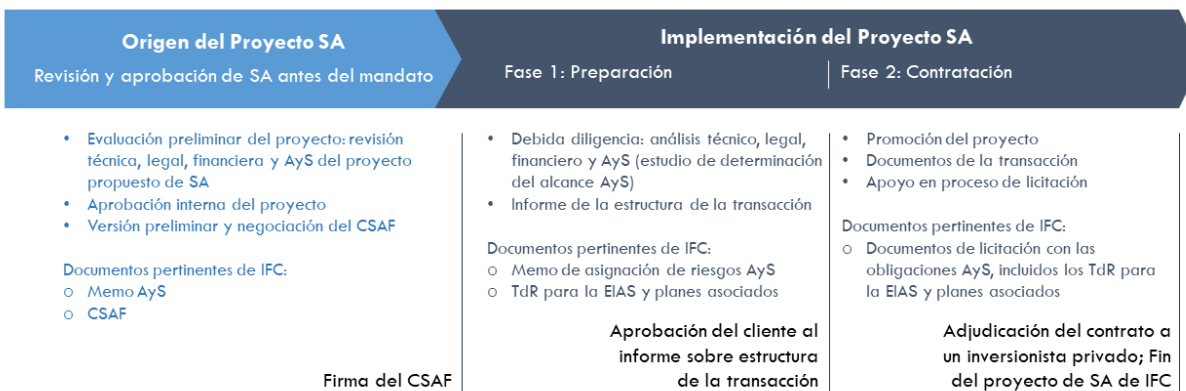 Origen del Proyecto SA
Revisión y aprobación de SA antes del mandato
Implementación del Proyecto SA
Fase 1: Preparación
Fase 2: Contratación
• Evaluación preliminar del proyecto: revisión
técnica, legal, financiera y AyS del proyecto
propuesto de SA
• Aprobación interna del proyecto
• Versión preliminar y negociación del CSAF
Documentos pertinentes de IFC:
o Memo AyS
o CSAF
Firma del CSAF
• Debida diligencia: análisis técnico, legal,
financiero y AyS (estudio de determinación
del alcance AyS)
• Informe de la estructura de la transacción
Documentos pertinentes de IFC:
o Memo de asignación de riesgos AyS
o TdR para la EIAS y planes asociados
Aprobación del cliente al
informe sobre estructura
de la transacción
• Promoción del proyecto
• Documentos de la transacción
• Apoyo en proceso de licitación
Documentos pertinentes de IFC:
o Documentos de licitación con las
obligaciones AyS, incluidos los TdR para
la EIAS y planes asociados
Adjudicación del contrato a
un inversionista privado; Fin
del proyecto de SA de IFC